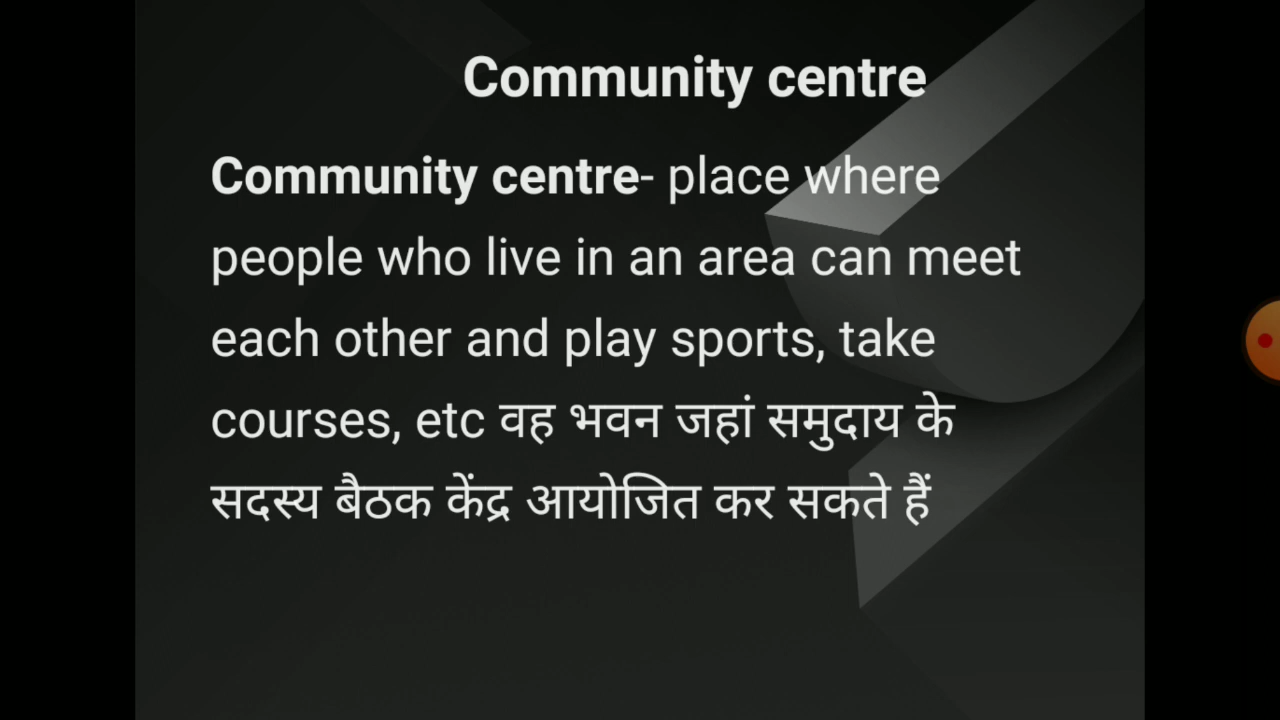 Community centre
Community centre- place where
people who live in an area can meet
each other and play sports, take
courses, etc वह भवन जहां समुदाय के
सदस्य बैठक केंद्र आयोजित कर सकते हैं